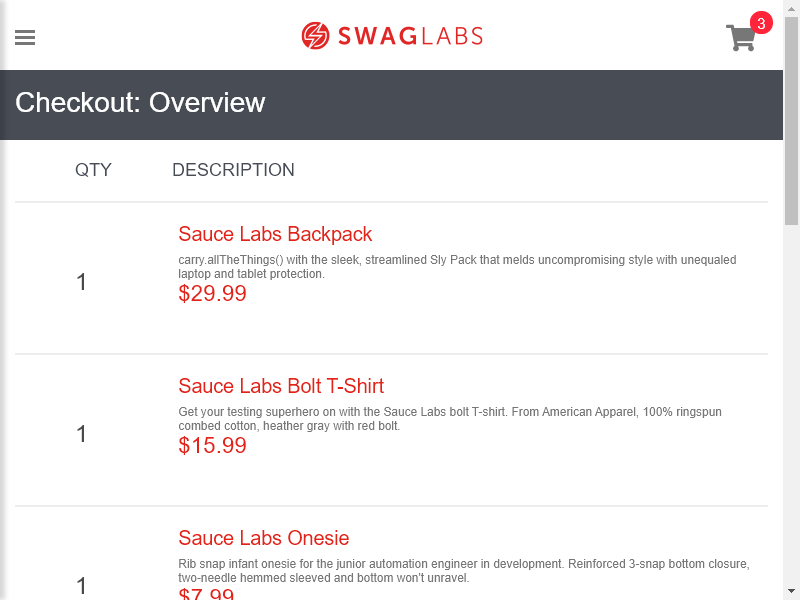 SWAGLABS
3
Checkout: Overview
QTY DESCRIPTION
Sauce Labs Backpack
carry.allTheThings() with the sleek, streamlined Sly Pack that melds uncompromising style with unequaled
laptop and tablet protection.
1
$29.99
Sauce Labs Bolt T-Shirt
Get your testing superhero on with the Sauce Labs bolt T-shirt. From American Apparel, 100% ringspun
combed cotton, heather gray with red bolt.
1
$15.99
Sauce Labs Onesie
Rib snap infant onesie for the junior automation engineer in development. Reinforced 3-snap bottom closure,
two-needle hemmed sleeved and bottom won't unravel.
1
$7.99